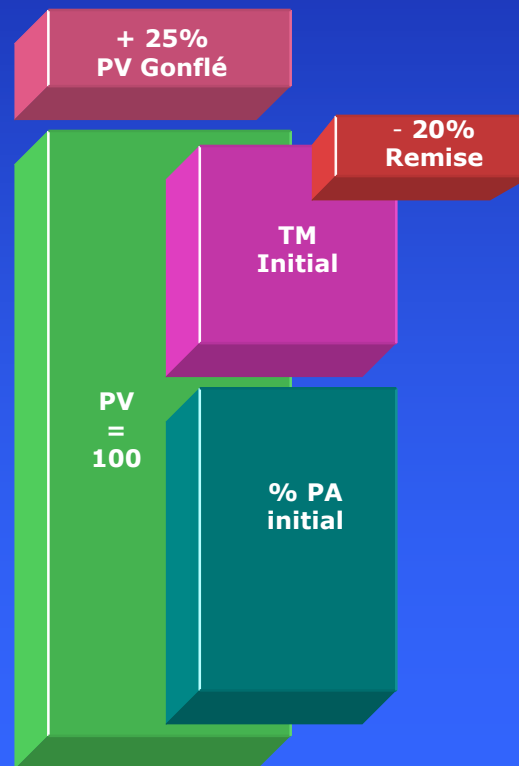 + 25%
PV Gonflé
- 20%
Remise
TM
Initial
PV
=
100
% PA
initial